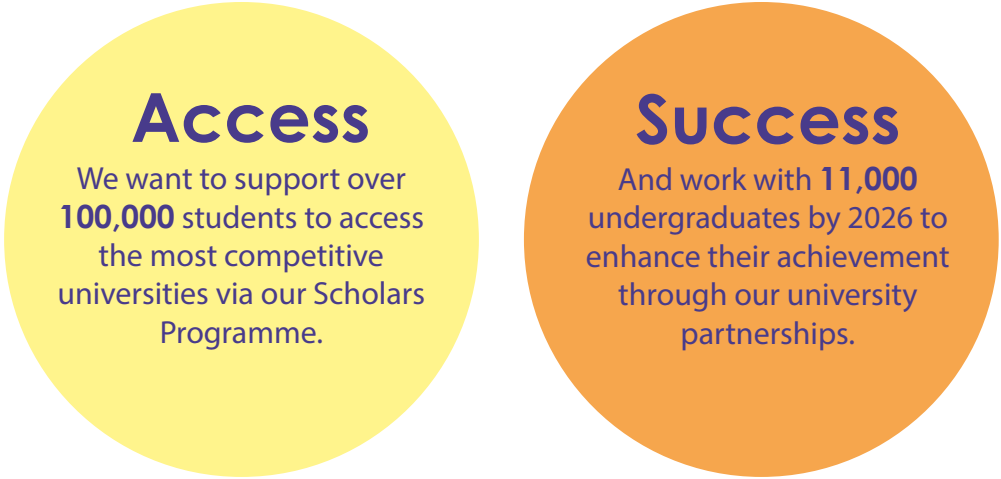 Access
We want to support over
100,000 students to access
the most competitive
universities via our Scholars
Programme.
Success
And work with 11,000
undergraduates by 2026 to
enhance their achievement
through our university
partnerships.